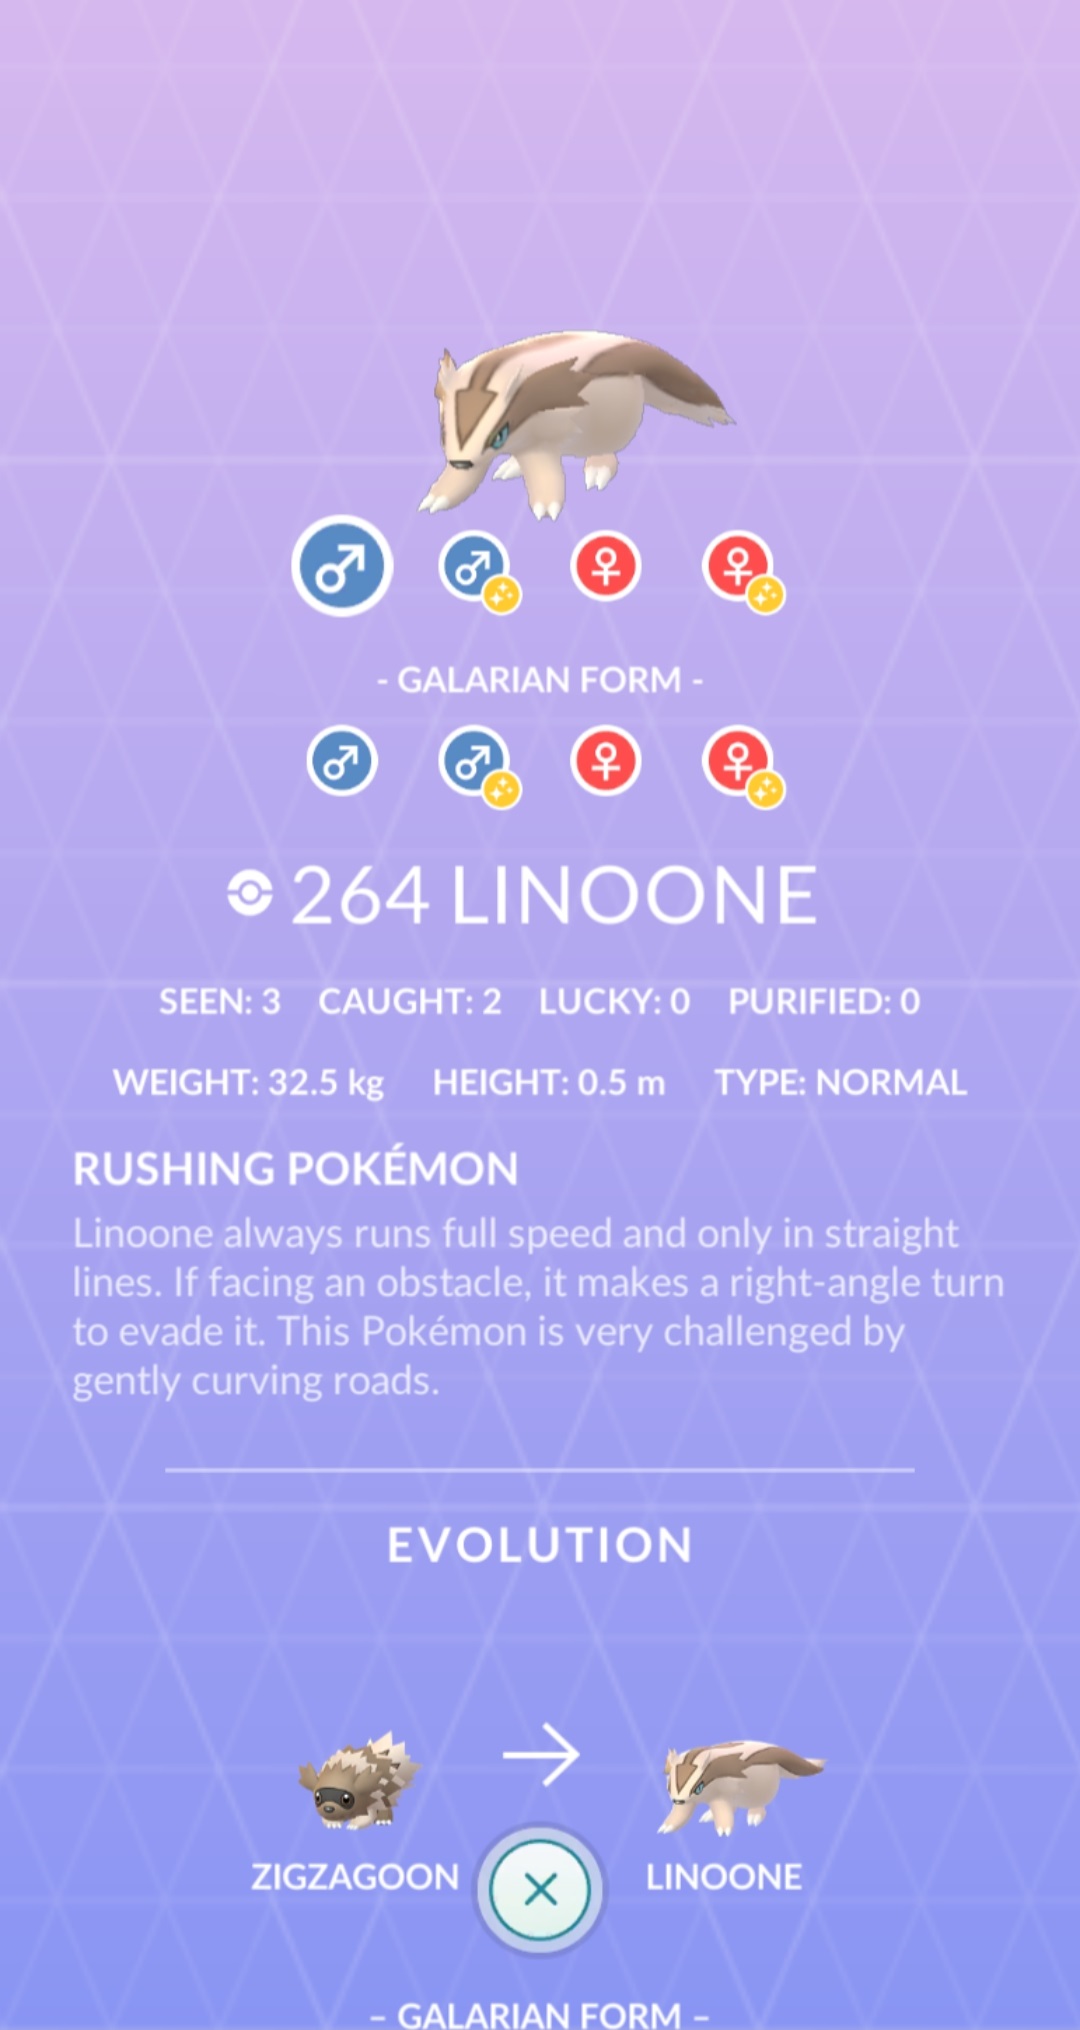 - GALARIAN FORM -
264 LINOONE
SEEN: 3 CAUGHT: 2 LUCKY: 0 PURIFIED: 0
WEIGHT: 32.5 kg HEIGHT: 0.5 m TYPE: NORMAL
RUSHING POKÉMON
Linoone always runs full speed and only in straight
lines. If facing an obstacle, it makes a right-angle turn
to evade it. This Pokémon is very challenged by
gently curving roads.
EVOLUTION
ZIGZAGOON LINOONE
– GALARIAN FORM –